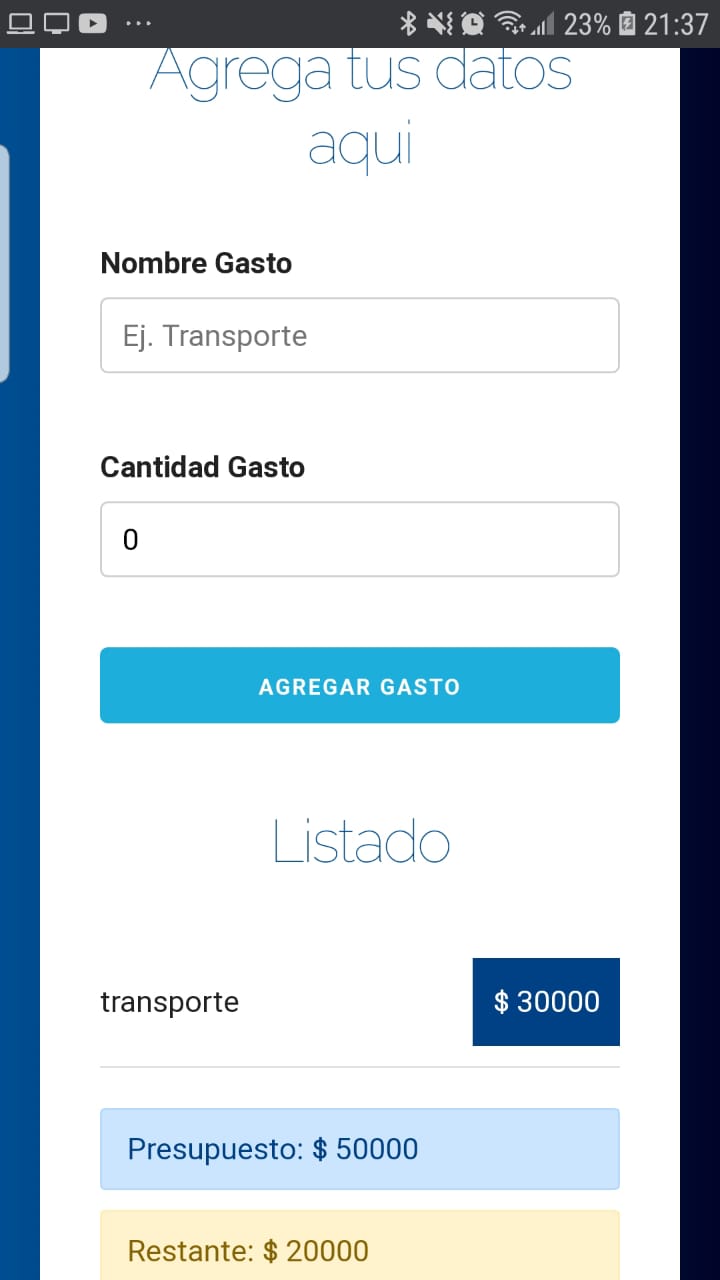 23% 21:37
Agrega tus datos
aqui
Nombre Gasto
Ej. Transporte
Cantidad Gasto
0
AGREGAR GASTO
Listado
transporte
$ 30000
Presupuesto: $ 50000
Restante: $ 20000